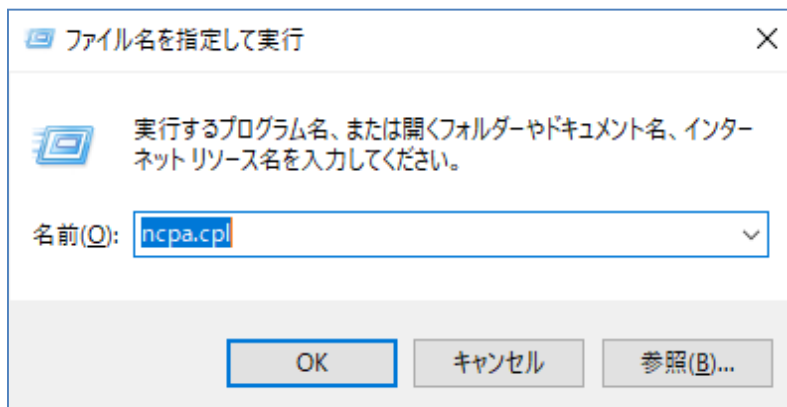 ファイル名を指定して実行
実行するプログラム名、または開くフォルダーやドキュメント名、インター
ネット リソース名を入力してください。
名前(O): ncpa.cpl
OK キャンセル 参照(B)...